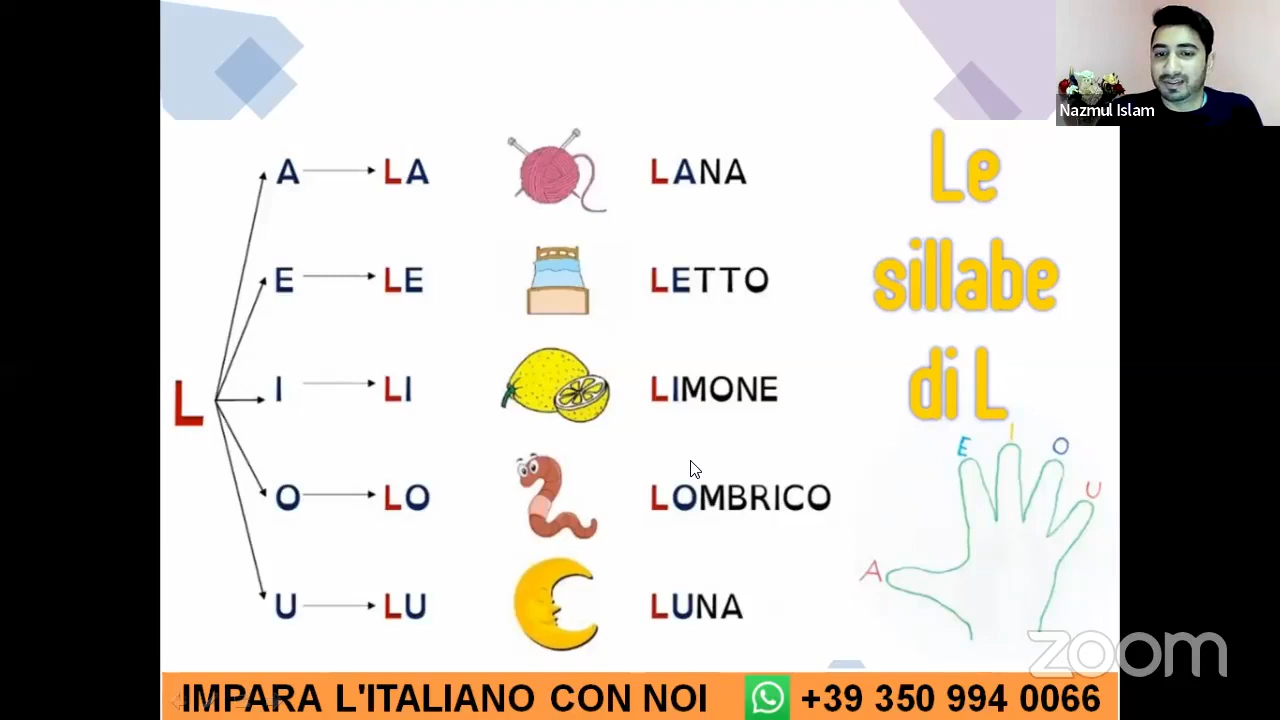 Nazmul Islam
A LA LANA
E LE LETTO
L
I LI LIMONE
O LO LOMBRICO
U LU LUNA
Le
sillabe
di L
A E I O U
zoom
IMPARA L'ITALIANO CON NOI +39 350 994 0066